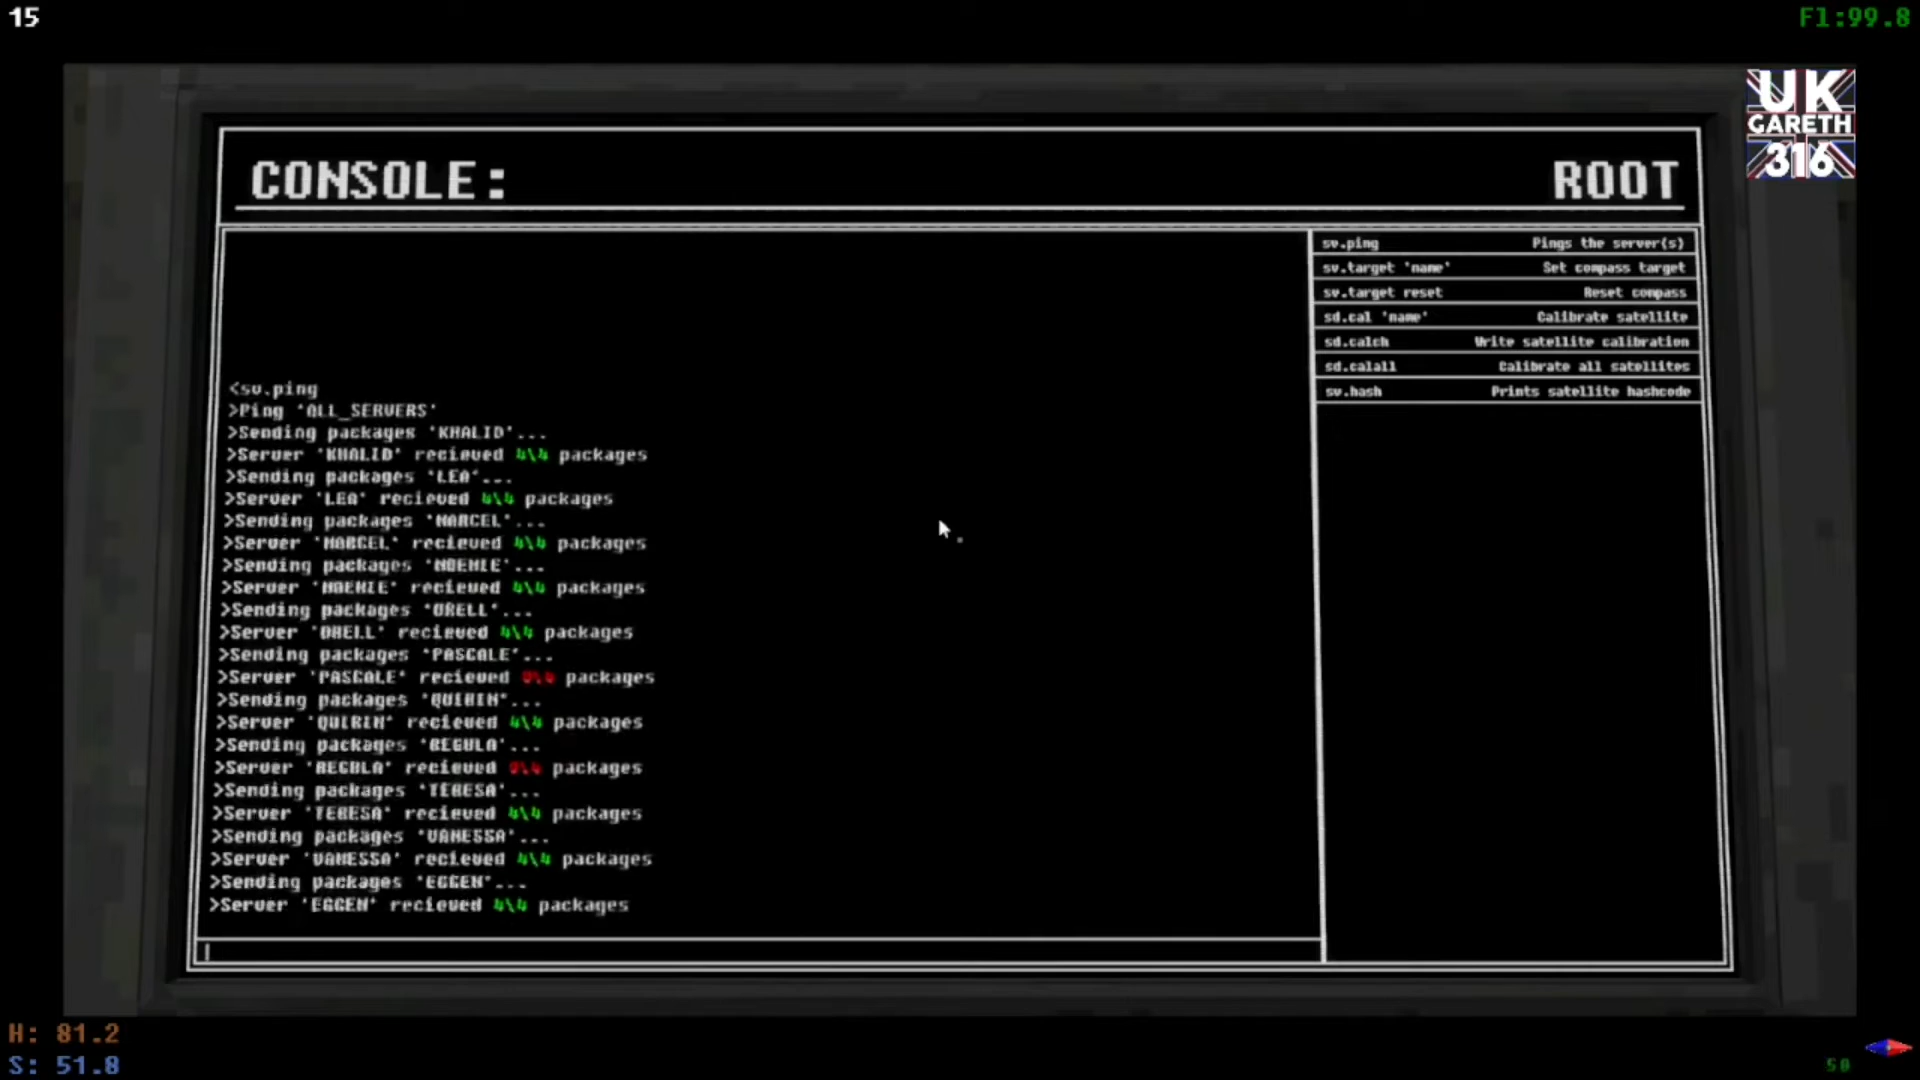 15
F1:99.8
UK
GARETH
316
CONSOLE:
ROOT
sv.ping Pings the server(s)
sv.target 'name' Set compass target
sv.target reset Reset compass
sd.cal 'name' Calibrate satellite
sd.calch Write satellite calibration
sd.calall Calibrate all satellites
sv.hash Prints satellite hashcode
<sv.ping
>Ping 'ALL_SERVERS'
>Sending packages 'KHALID'...
>Server 'KHALID' recieved 4\4 packages
>Sending packages 'LEA'...
>Server 'LEA' recieved 4\4 packages
>Sending packages 'MARCEL'...
>Server 'MARCEL' recieved 4\4 packages
>Sending packages 'NOEMIE'...
>Server 'NOEMIE' recieved 4\4 packages
>Sending packages 'ORELL'...
>Server 'ORELL' recieved 4\4 packages
>Sending packages 'PASCALE'...
>Server 'PASCALE' recieved packages
>Sending packages 'QUIRIN'...
>Server 'QUIRIN' recieved 4\4 packages
>Sending packages 'REGULA'...
>Server 'REGULA' recieved packages
>Sending packages 'TERESA'...
>Server 'TERESA' recieved 4\4 packages
>Sending packages 'VANESSA'...
>Server 'VANESSA' recieved 4\4 packages
>Sending packages 'EGGEN'...
>Server 'EGGEN' recieved 4\4 packages
H: 81.2
S: 51.8
50